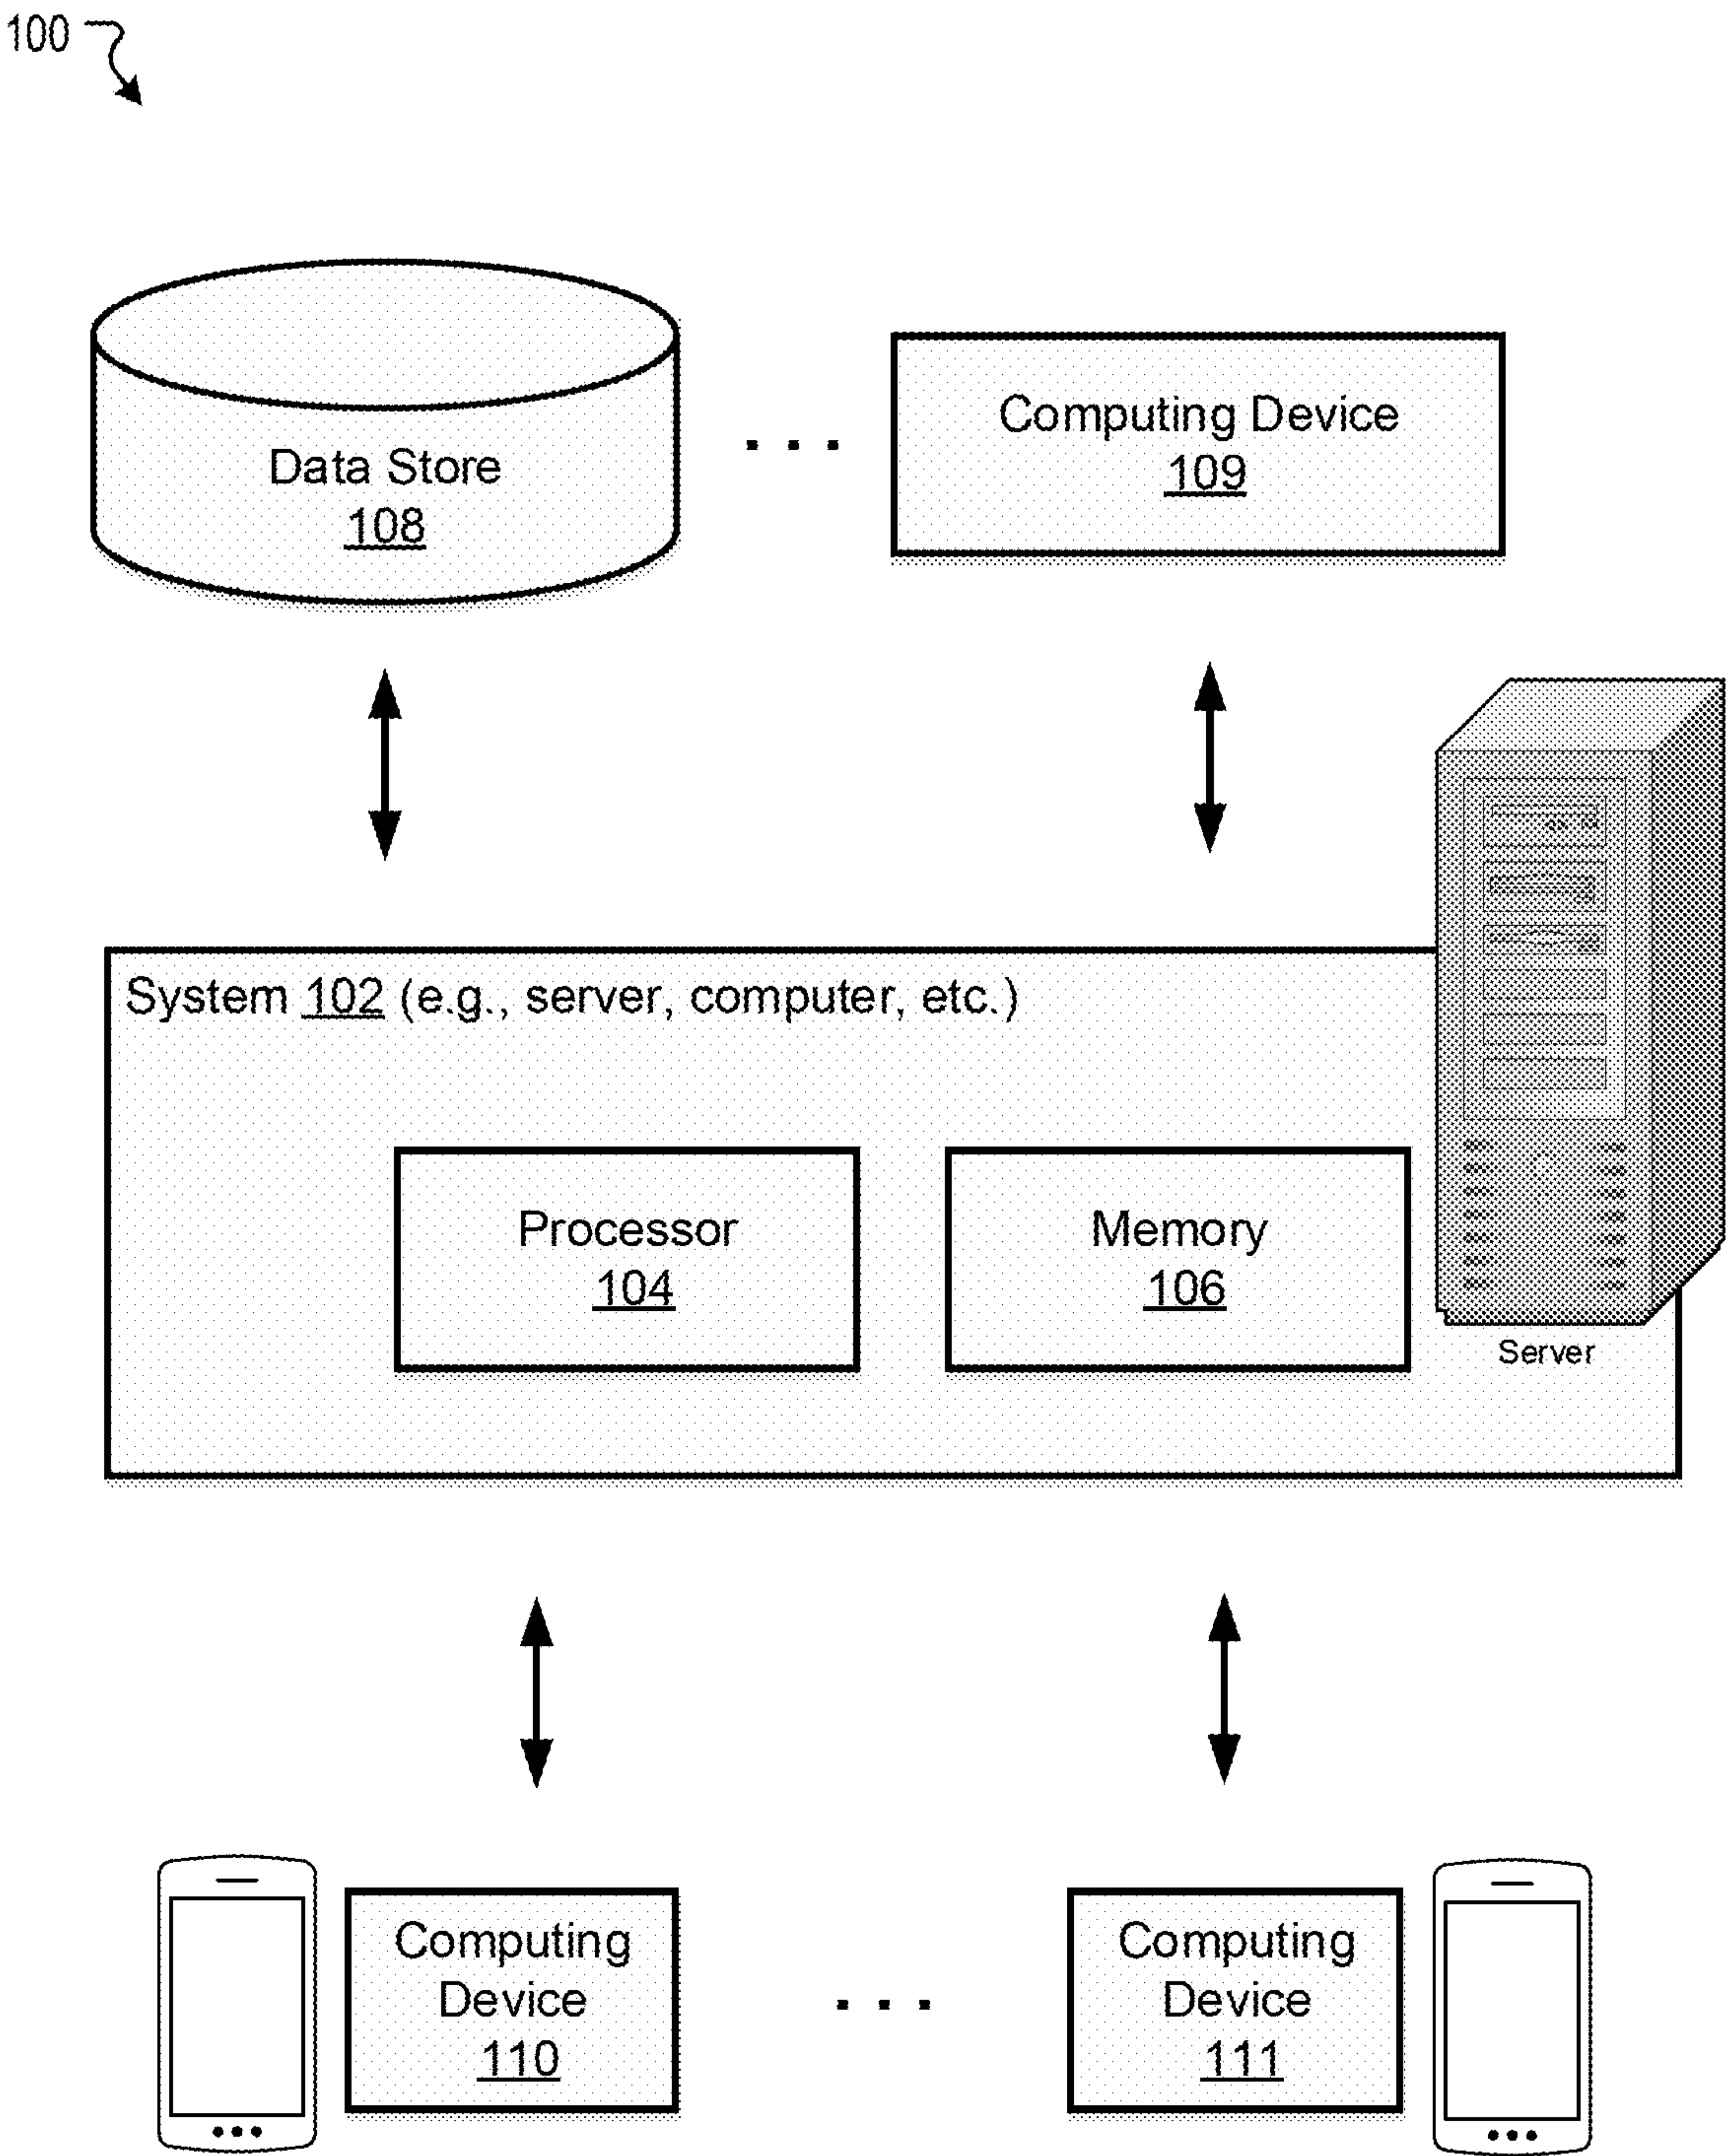 100
Data Store
108
. . .
Computing Device
109
System 102 (e.g., server, computer, etc.)
Processor
104
Memory
106
Server
Computing
Device
110
. . .
Computing
Device
111